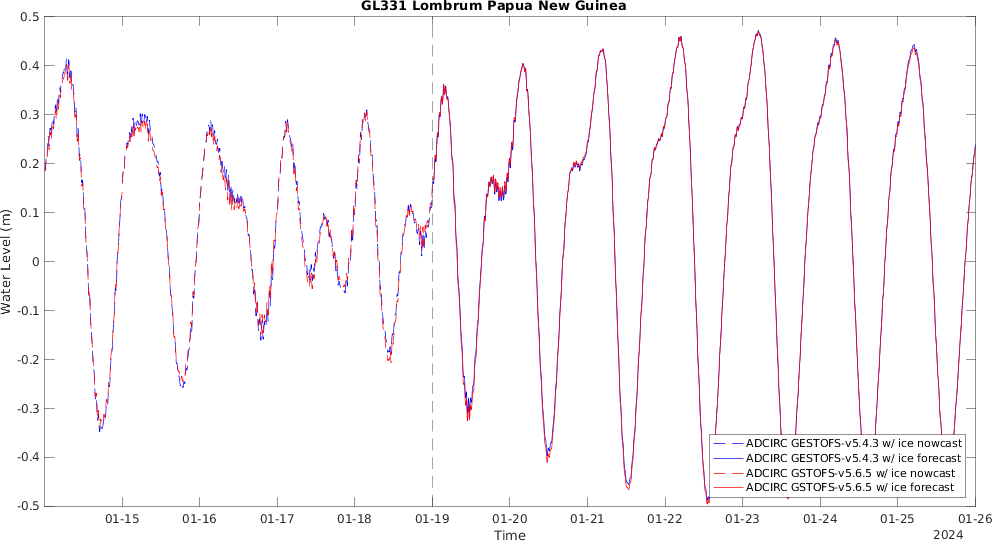 GL331 Lombrum Papua New Guinea
0.5
0.4
0.3
0.2
0.1
0
-0.1
-0.2
-0.3
-0.4
-0.5
Water Level (m)
ADCIRC GESTOFS-v5.4.3 w/ ice nowcast
ADCIRC GESTOFS-v5.4.3 w/ ice forecast
ADCIRC GSTOFS-v5.6.5 w/ ice nowcast
ADCIRC GSTOFS-v5.6.5 w/ ice forecast
01-15 01-16 01-17 01-18 01-19 01-20 01-21 01-22 01-23 01-24 01-25 01-26
Time
2024